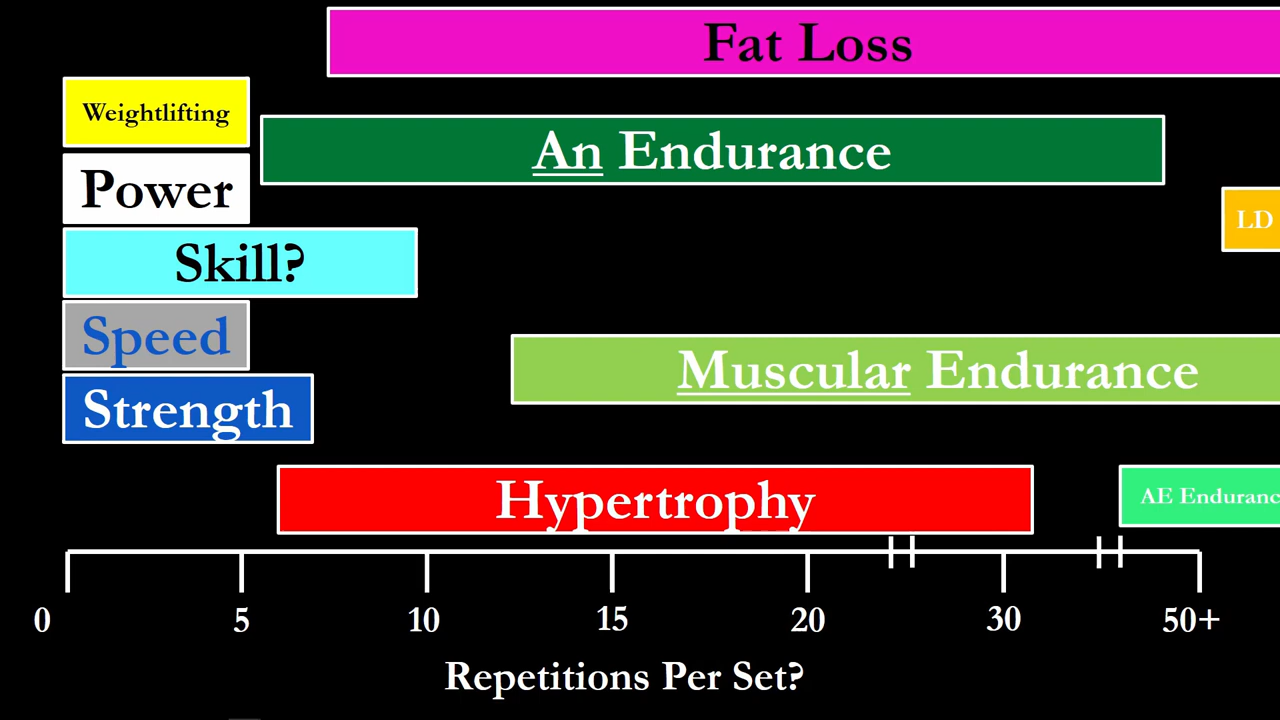 Fat Loss
Weightlifting
An Endurance
Power
LD
Skill?
Speed
Muscular Endurance
Strength
Hypertrophy
AE Enduranc
0 5 10 15 20 30 50+
Repetitions Per Set?